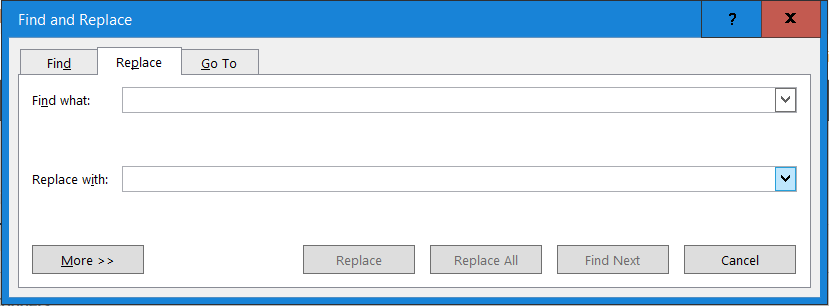 Find and Replace ? x
Find Replace Go To
Find what:
Replace with:
More >> Replace Replace All Find Next Cancel